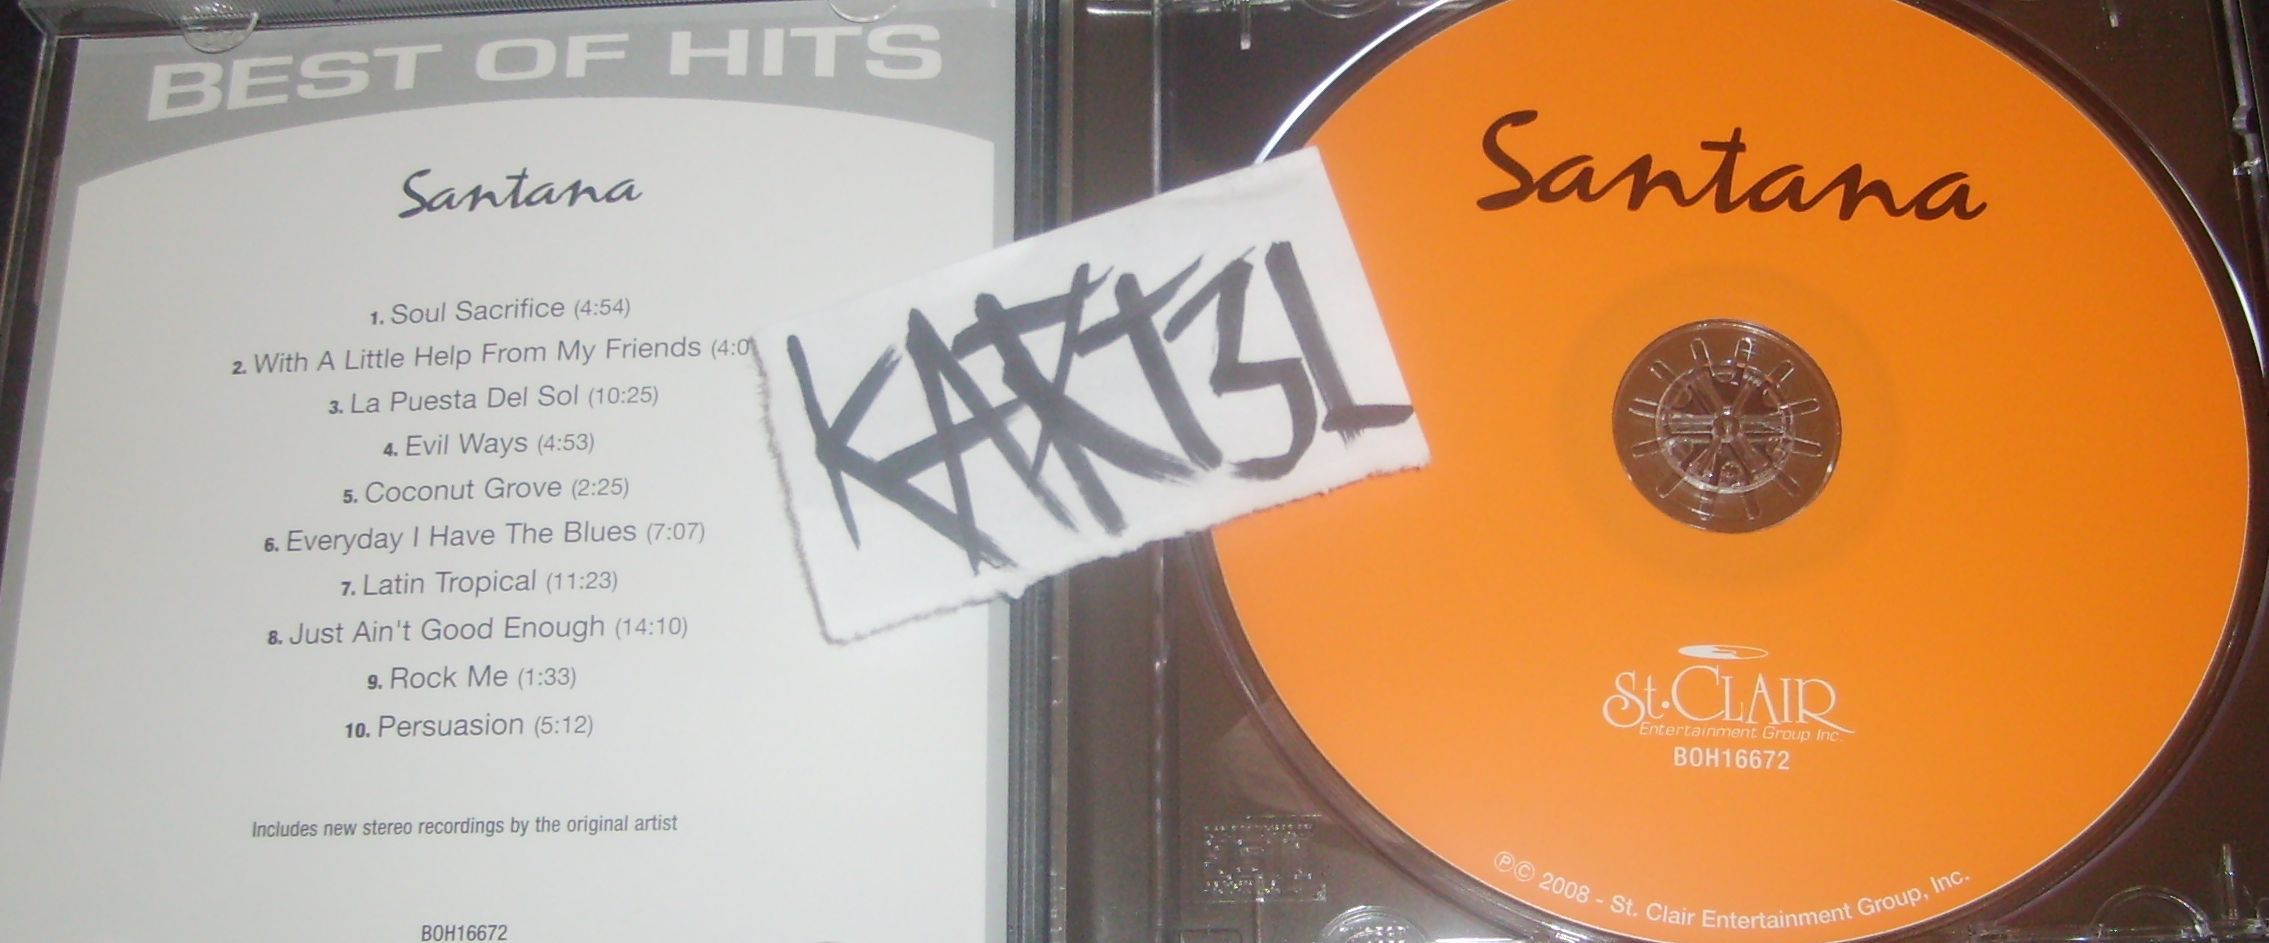 BEST OF HITS
Santana
1. Soul Sacrifice (4:54)
2. With A Little Help From My Friends (4:0
3. La Puesta Del Sol (10:25)
4. Evil Ways (4:53)
5. Coconut Grove (2:25)
6. Everyday I Have The Blues (7:07)
7. Latin Tropical (11:23)
8. Just Ain't Good Enough (14:10)
9. Rock Me (1:33)
10. Persuasion (5:12)
Includes new stereo recordings by the original artist
BOH16672
KART3L
Santana
St.CLAIR
Entertainment Group Inc.
BOH16672
℗© 2008 - St. Clair Entertainment Group, Inc.